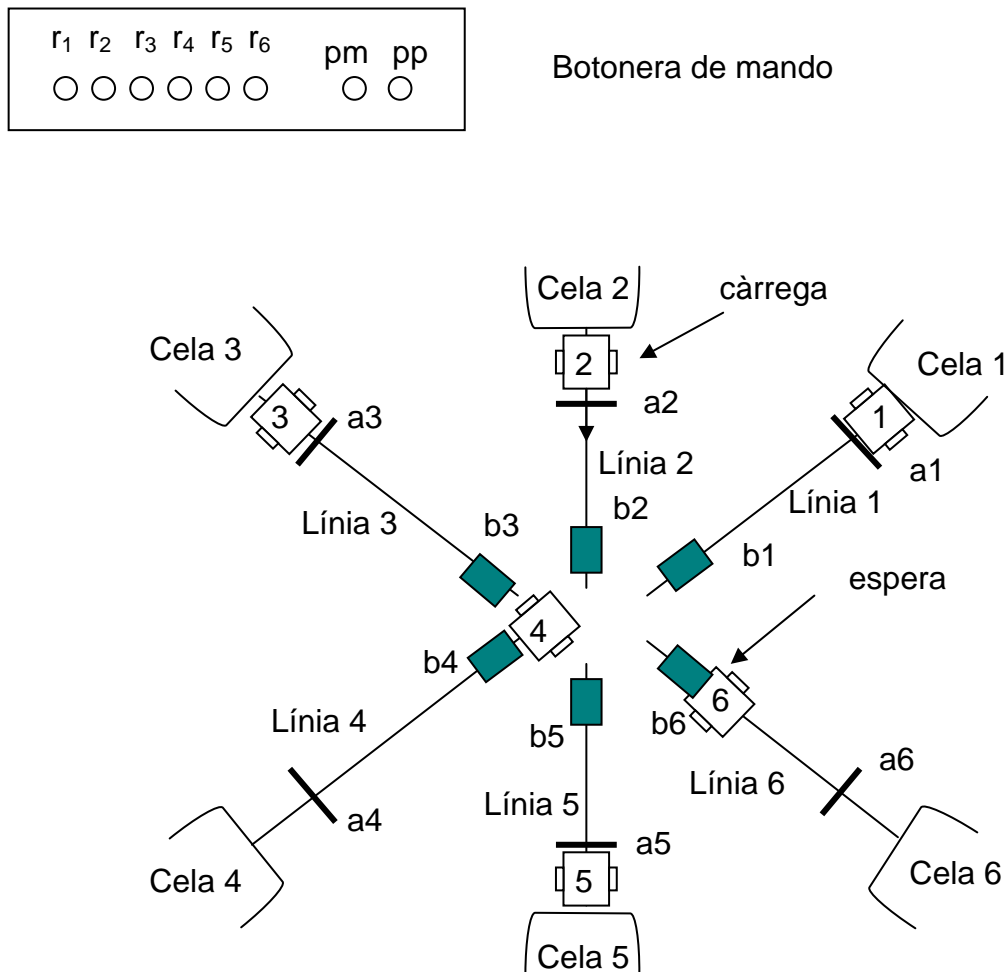 r1 r2 r3 r4 r5 r6 pm pp
Botonera de mando
Cela 2
càrrega
Cela 3
Cela 1
2
3
a3
a2
1
a1
Línia 2
Línia 1
Línia 3
b3
b2
b1
espera
4
b4
6
b6
Línia 4
b5
a6
Línia 6
Línia 5
a4
a5
Cela 4
5
Cela 6
Cela 5